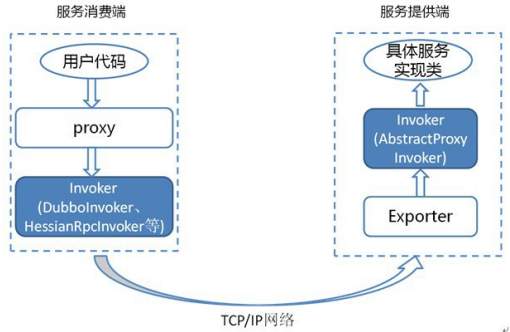 服务消费端
用户代码
proxy
Invoker
(DubboInvoker、
HessianRpcInvoker等)
服务提供端
具体服务
实现类
Invoker
(AbstractProxy
Invoker)
Exporter
TCP/IP网络